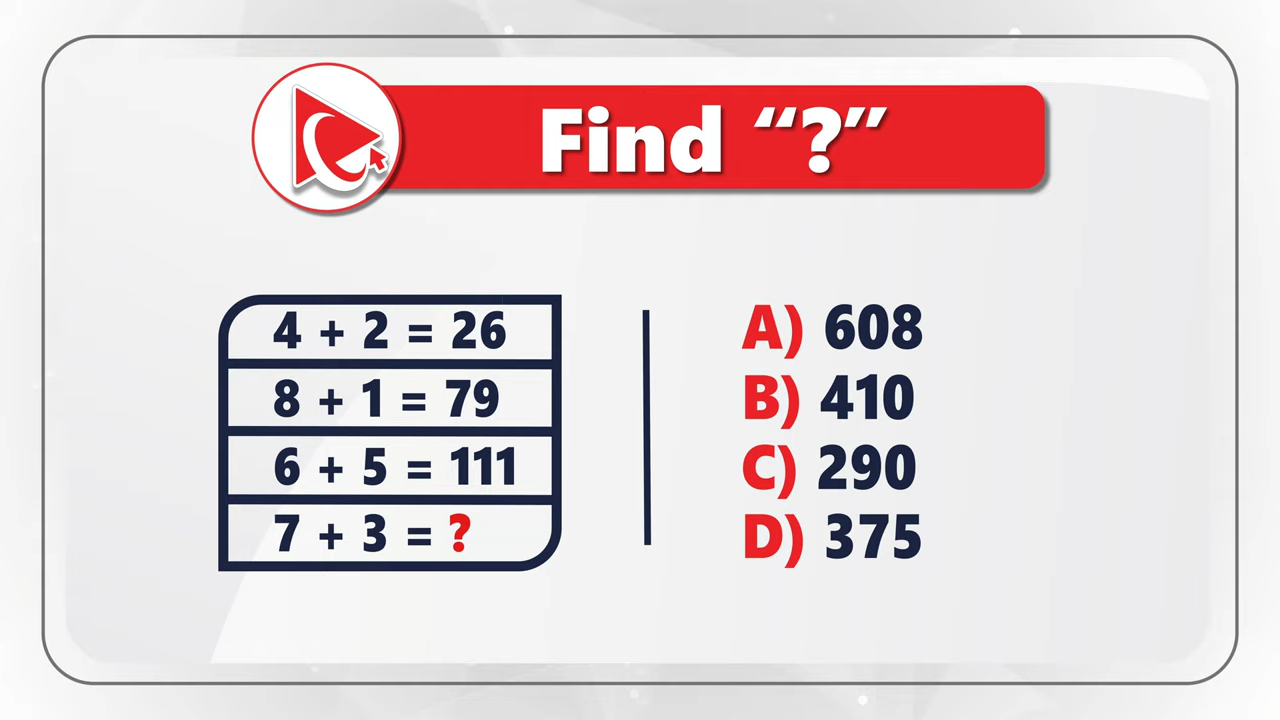 Find “?”
4 + 2 = 26
8 + 1 = 79
6 + 5 = 111
7 + 3 = ?
A) 608
B) 410
C) 290
D) 375